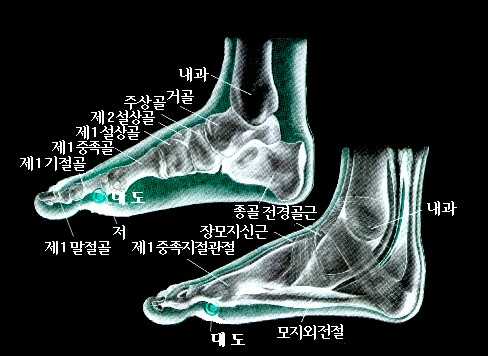 내과
주상골 거골
제2설상골
제1설상골
제1중족골
제1기절골
대 도
저
제1말절골
종골 전경골근
내과
장모지신근
제1중족지절관절
모지외전절
대 도